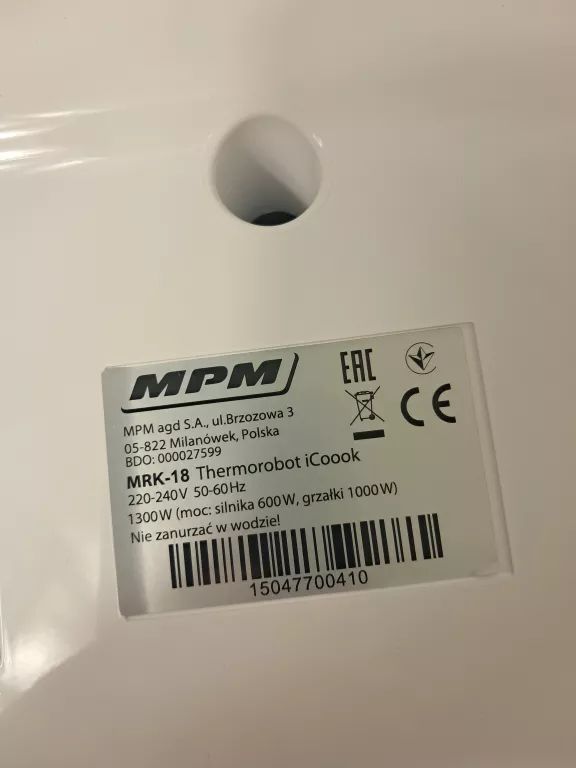 MPM
EAC
MPM agd S.A., ul.Brzozowa 3
05-822 Milanówek, Polska
BDO: 000027599
CE
MRK-18 Thermorobot iCoook
220-240V 50-60Hz
1300W (moc: silnika 600W, grzałki 1000W)
Nie zanurzać w wodzie!
15047700410